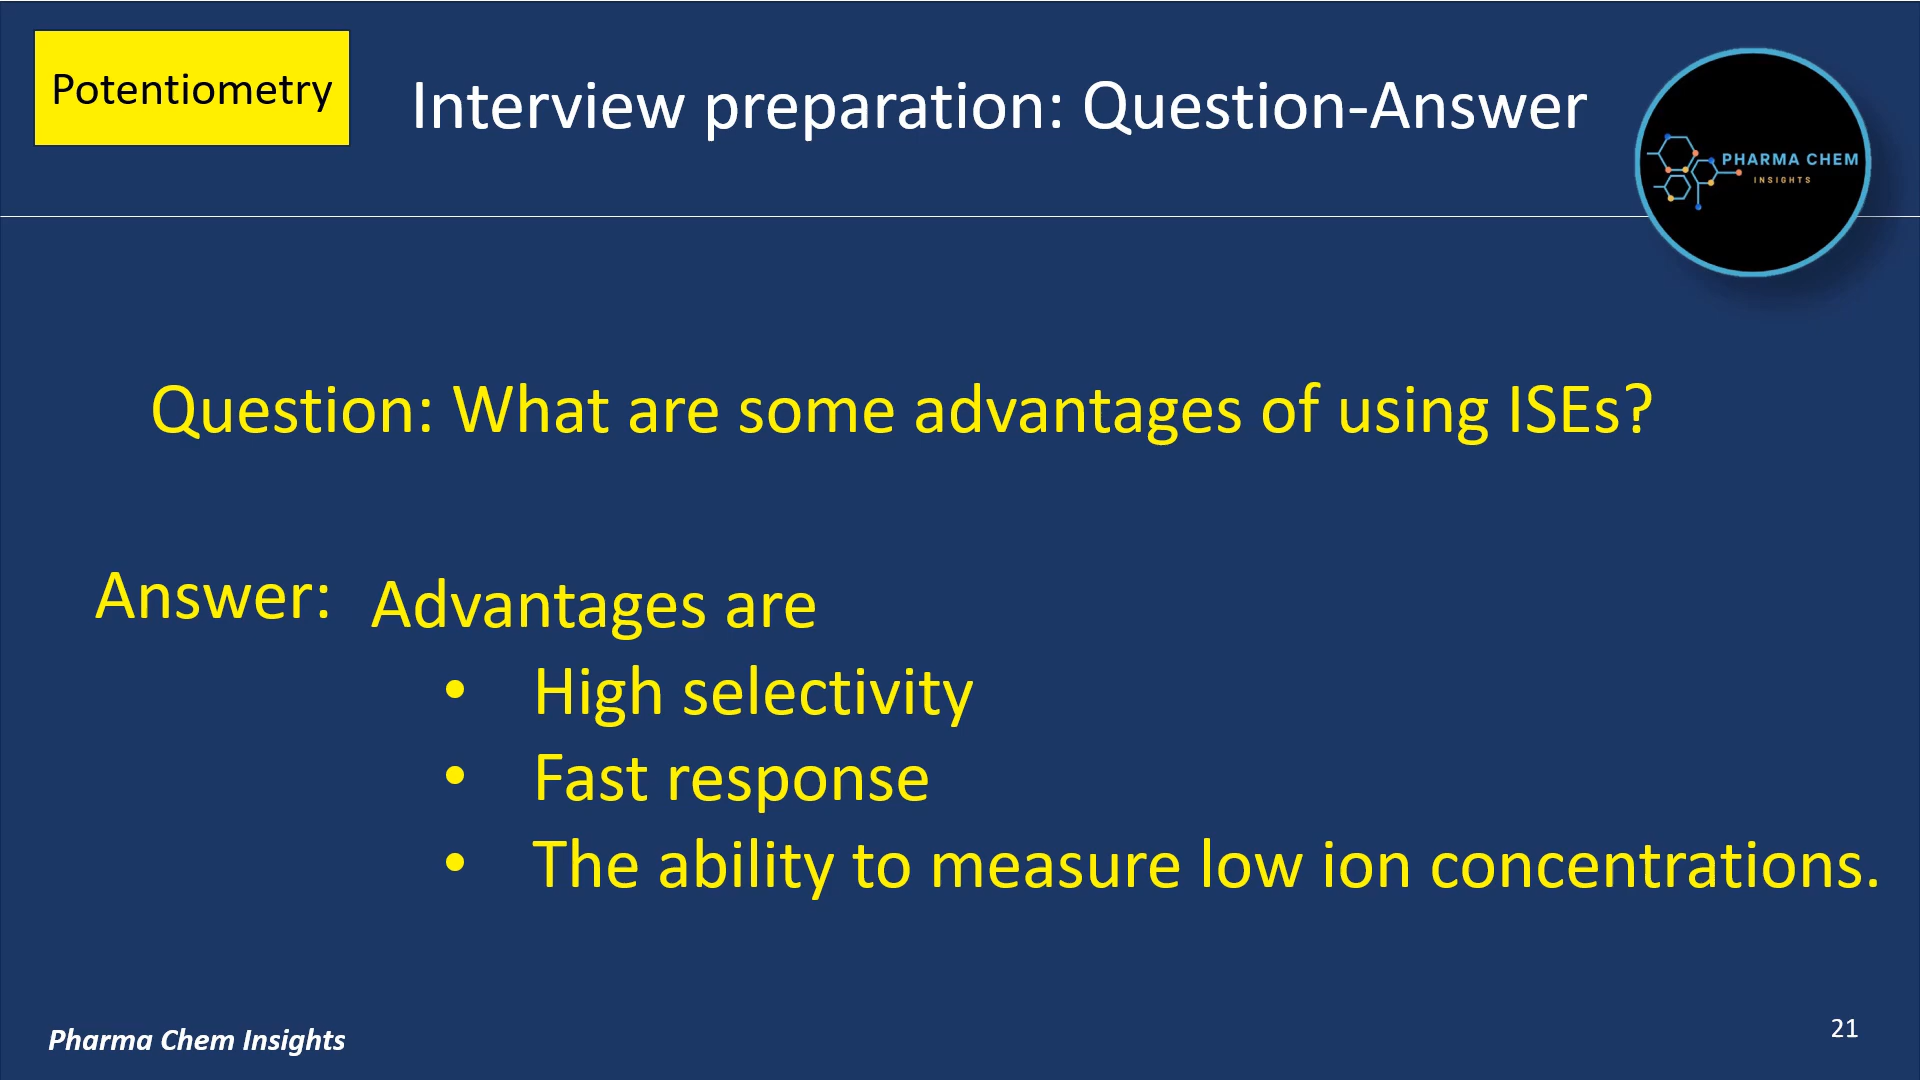 Potentiometry
Interview preparation: Question-Answer
PHARMA CHEM
INSIGHTS
Question: What are some advantages of using ISEs?
Answer: Advantages are
• High selectivity
• Fast response
• The ability to measure low ion concentrations.
Pharma Chem Insights
21